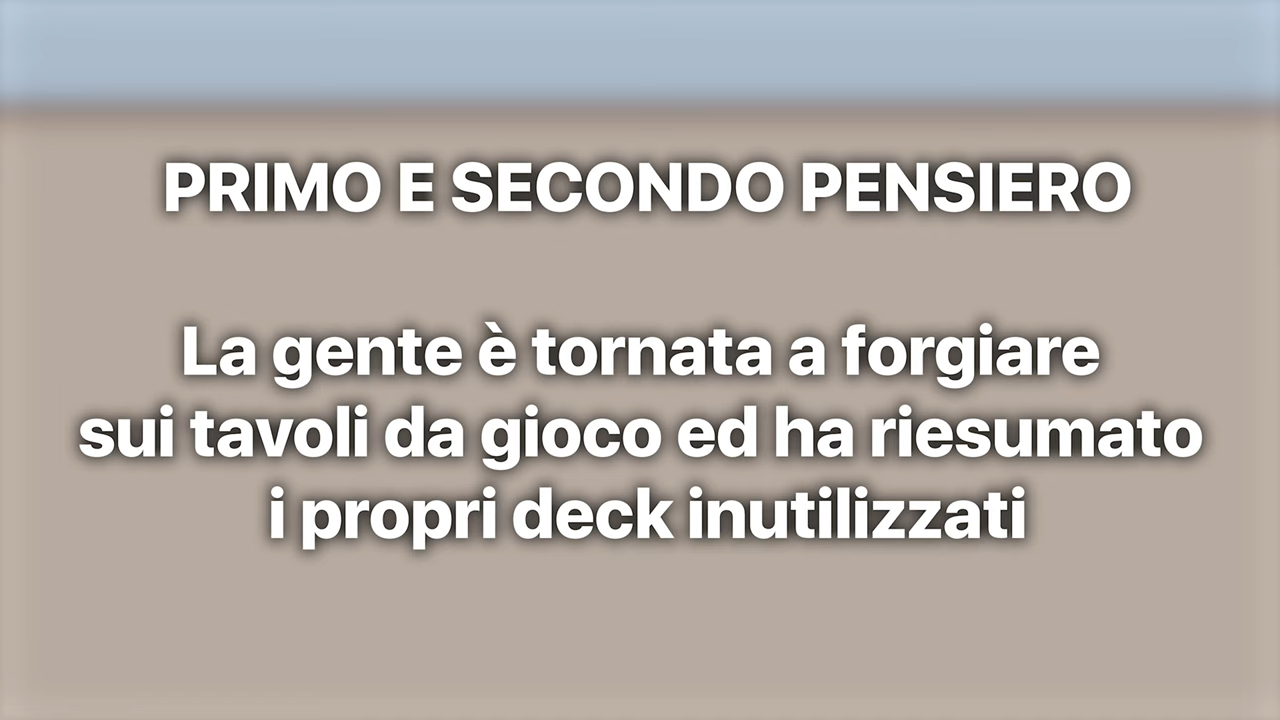 PRIMO E SECONDO PENSIERO
La gente è tornata a forgiare
sui tavoli da gioco ed ha riesumato
i propri deck inutilizzati